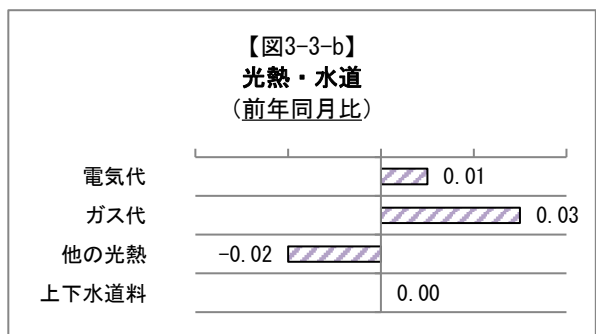 【図3-3-b】
光熱・水道
（前年同月比）
電気代 0.01
ガス代 0.03
他の光熱 -0.02
上下水道料 0.00